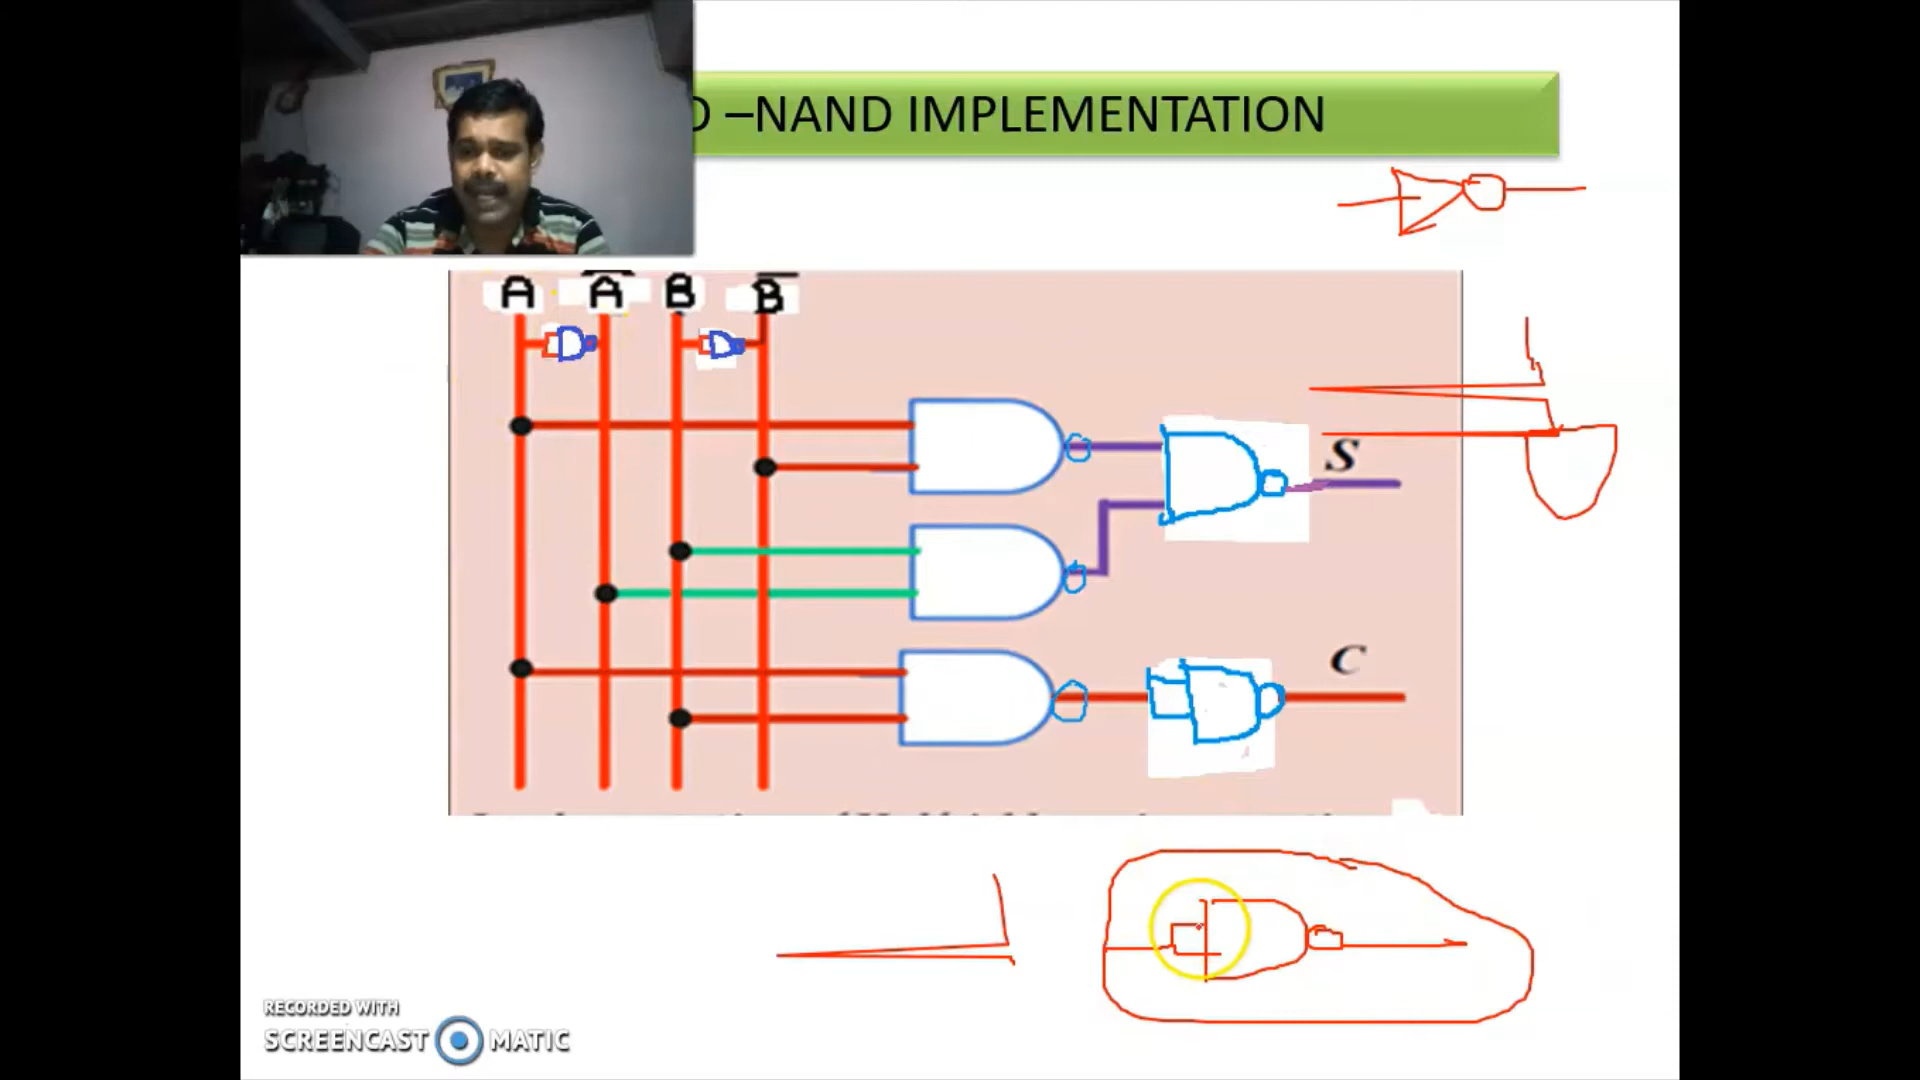 D –NAND IMPLEMENTATION
A A B B
S
C
RECORDED WITH
SCREENCAST MATIC